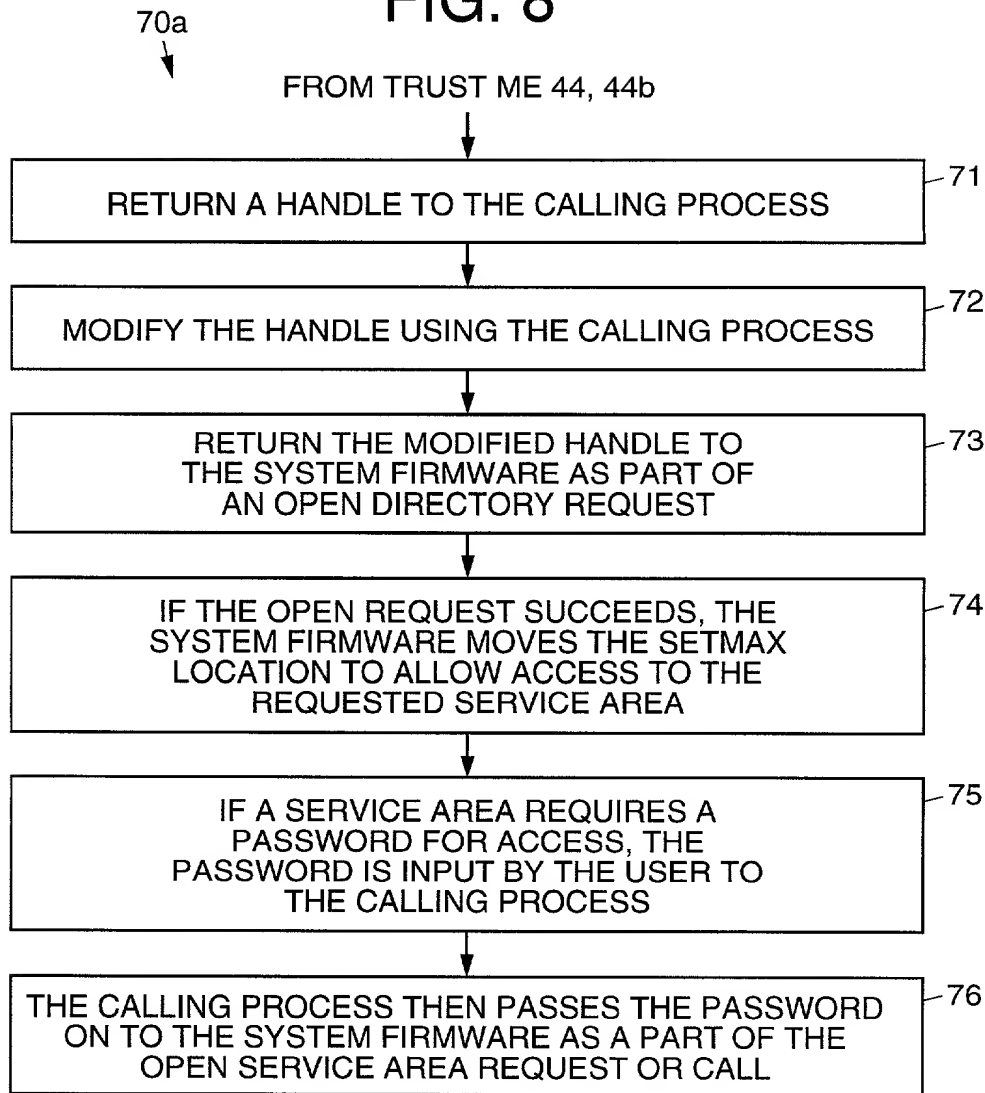 FIG. 8
70a
FROM TRUST ME 44, 44b
RETURN A HANDLE TO THE CALLING PROCESS
71
MODIFY THE HANDLE USING THE CALLING PROCESS
72
RETURN THE MODIFIED HANDLE TO
THE SYSTEM FIRMWARE AS PART OF
AN OPEN DIRECTORY REQUEST
73
IF THE OPEN REQUEST SUCCEEDS, THE
SYSTEM FIRMWARE MOVES THE SETMAX
LOCATION TO ALLOW ACCESS TO THE
REQUESTED SERVICE AREA
74
IF A SERVICE AREA REQUIRES A
PASSWORD FOR ACCESS, THE
PASSWORD IS INPUT BY THE USER TO
THE CALLING PROCESS
75
THE CALLING PROCESS THEN PASSES THE PASSWORD
ON TO THE SYSTEM FIRMWARE AS A PART OF THE
OPEN SERVICE AREA REQUEST OR CALL
76